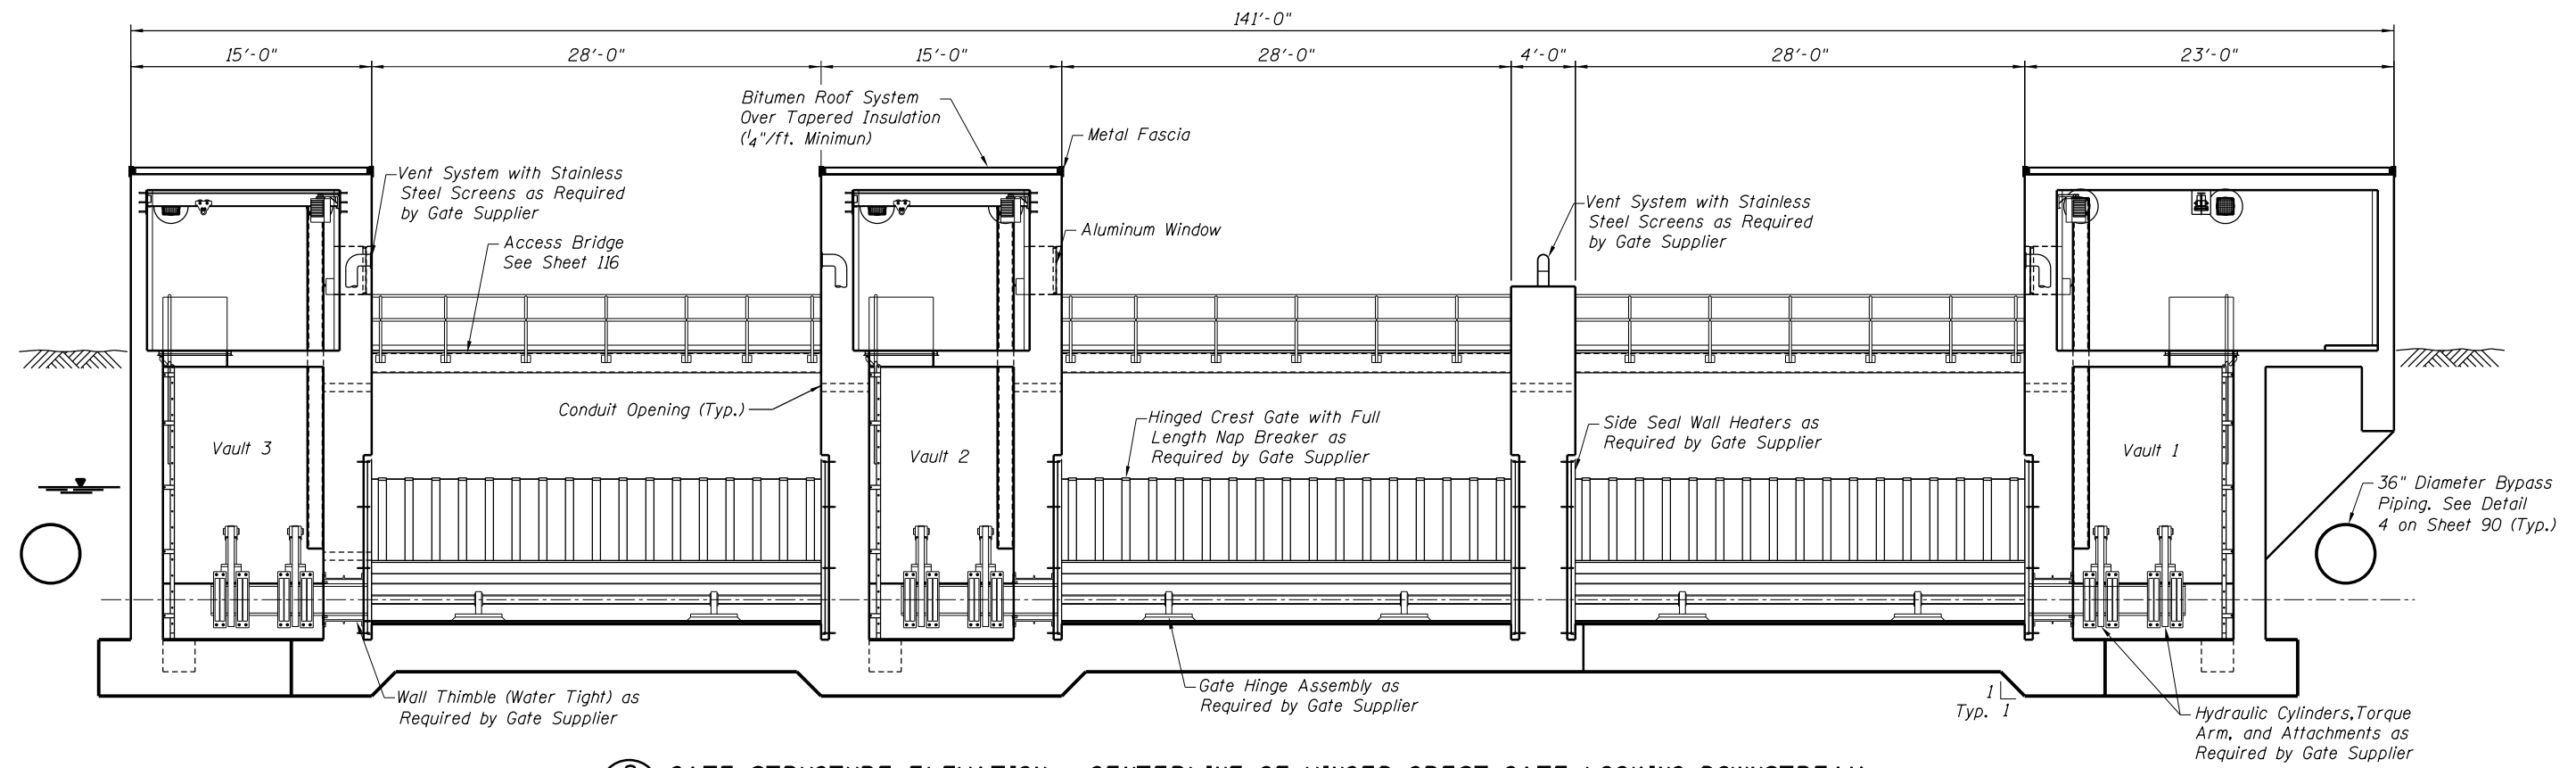 141'-0"
15'-0"
28'-0"
15'-0"
28'-0"
4'-0"
28'-0"
23'-0"
Bitumen Roof System
Over Tapered Insulation
(1/4"/ft. Minimun)
Metal Fascia
Vent System with Stainless
Steel Screens as Required
by Gate Supplier
Access Bridge
See Sheet 116
Aluminum Window
Vent System with Stainless
Steel Screens as Required
by Gate Supplier
Conduit Opening (Typ.)
Hinged Crest Gate with Full
Length Nap Breaker as
Required by Gate Supplier
Side Seal Wall Heaters as
Required by Gate Supplier
Vault 3
Vault 2
Vault 1
36" Diameter Bypass
Piping. See Detail
4 on Sheet 90 (Typ.)
Wall Thimble (Water Tight) as
Required by Gate Supplier
Gate Hinge Assembly as
Required by Gate Supplier
1
Typ. 1
Hydraulic Cylinders,Torque
Arm, and Attachments as
Required by Gate Supplier